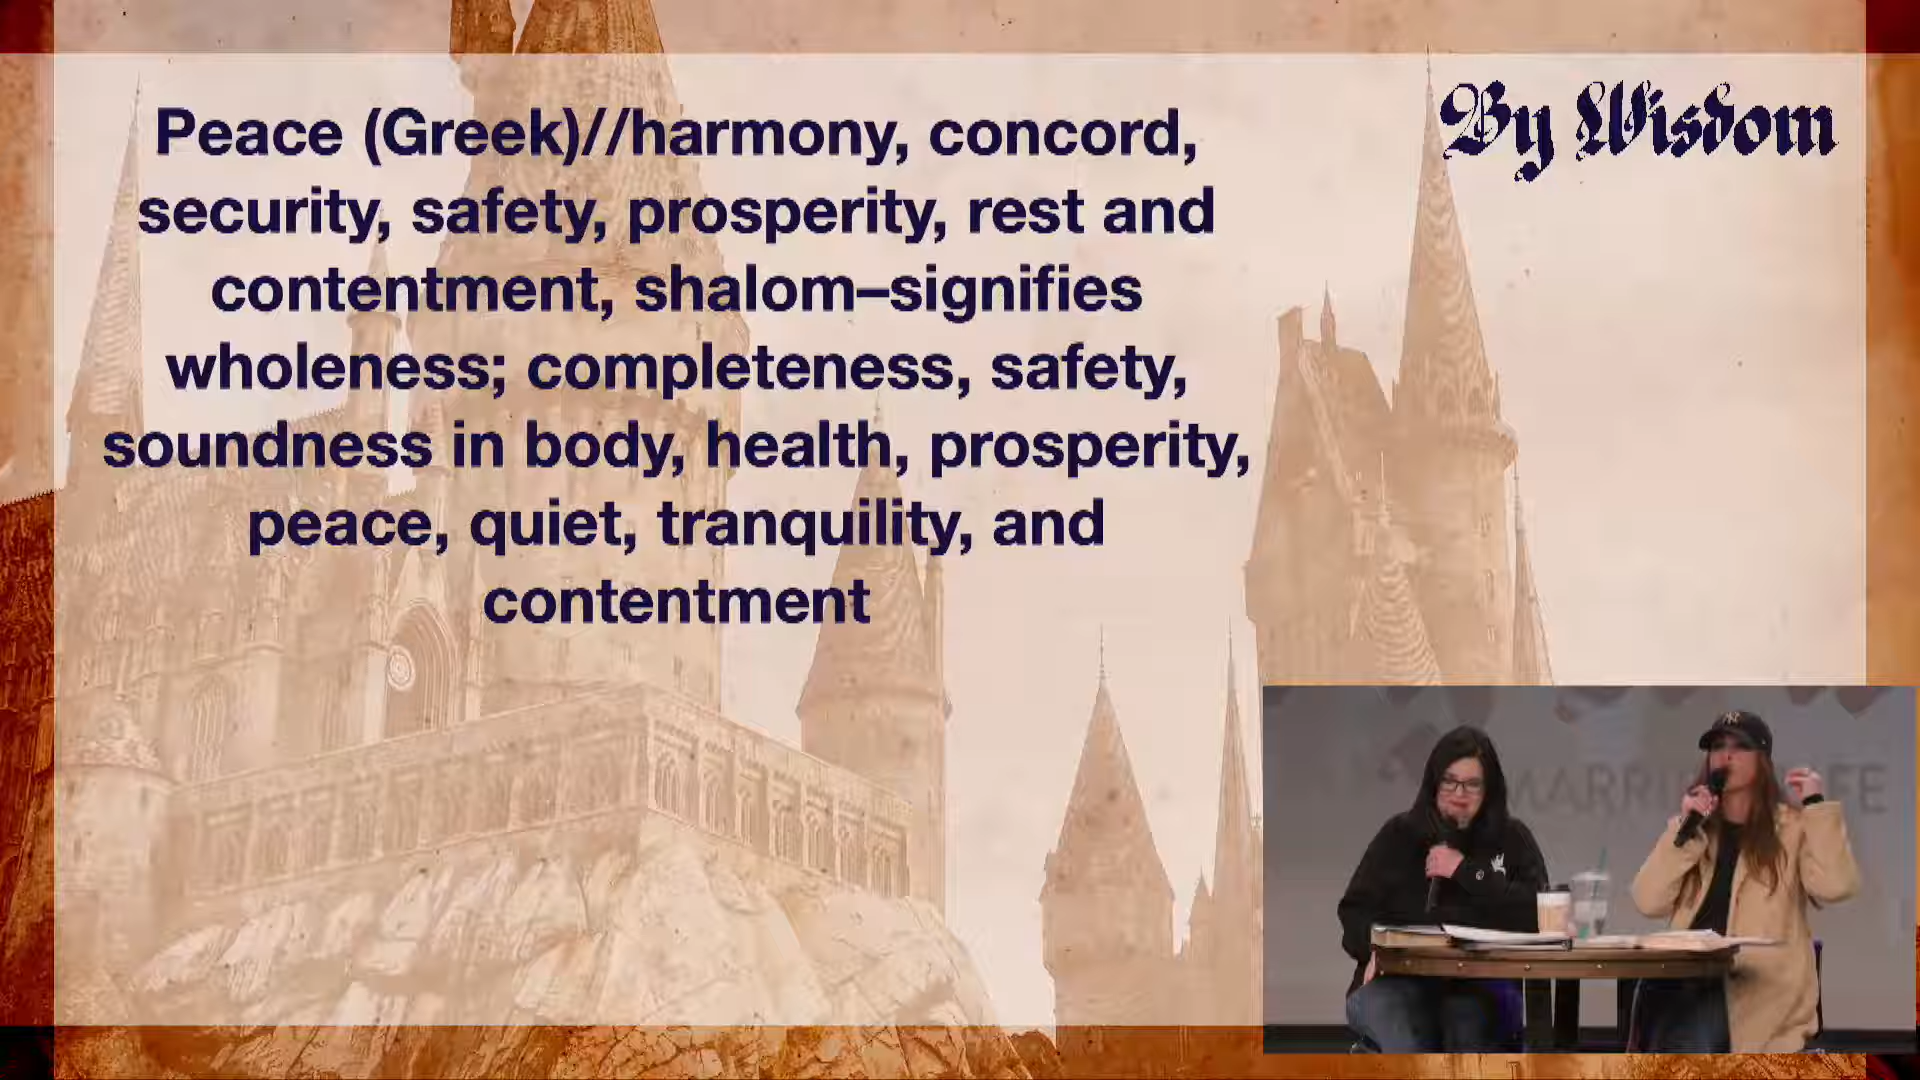 Peace (Greek)//harmony, concord,
security, safety, prosperity, rest and
contentment, shalom–signifies
wholeness; completeness, safety,
soundness in body, health, prosperity,
peace, quiet, tranquility, and
contentment
By Wisdom